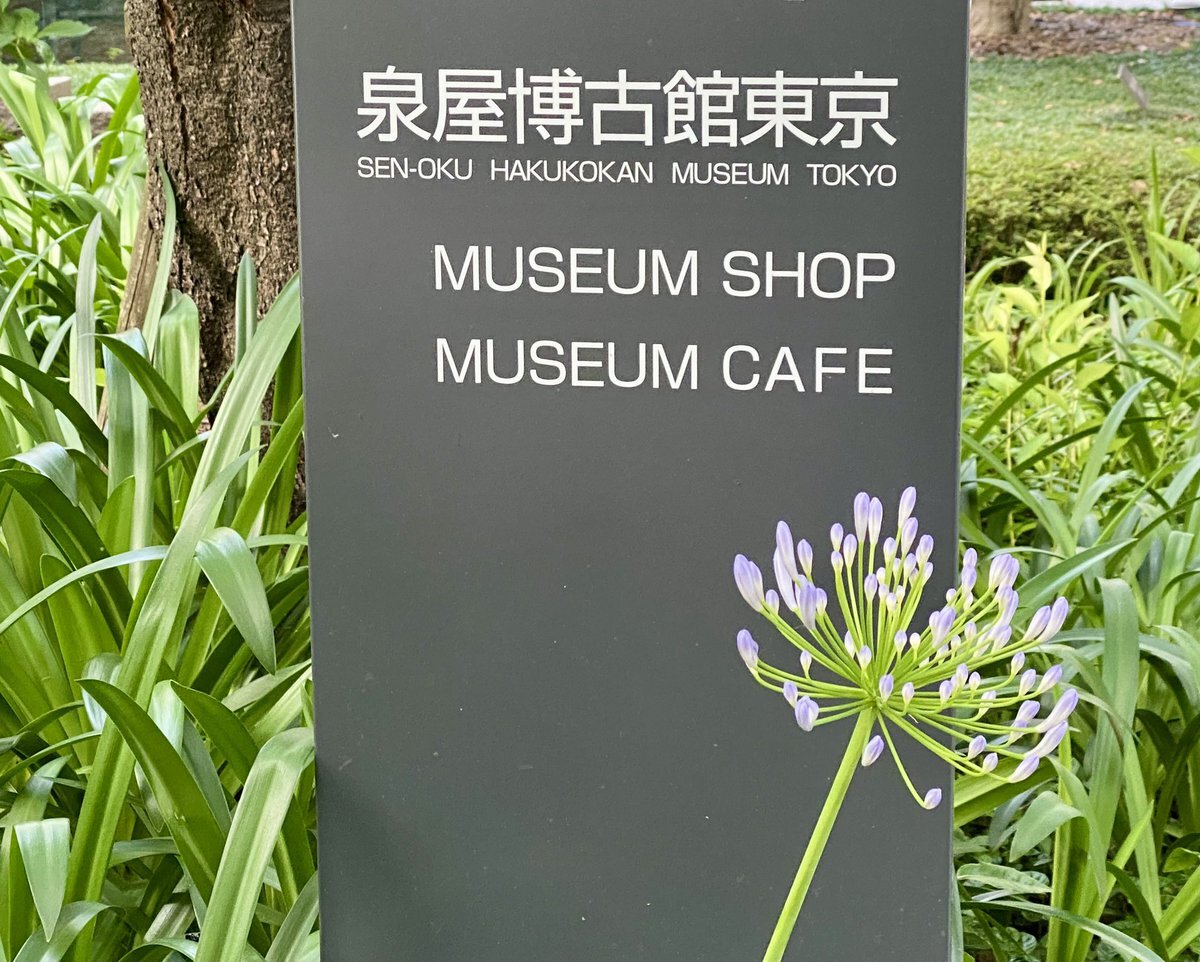 泉屋博古館東京
SEN-OKU HAKUKOKAN MUSEUM TOKYO
MUSEUM SHOP
MUSEUM CAFE